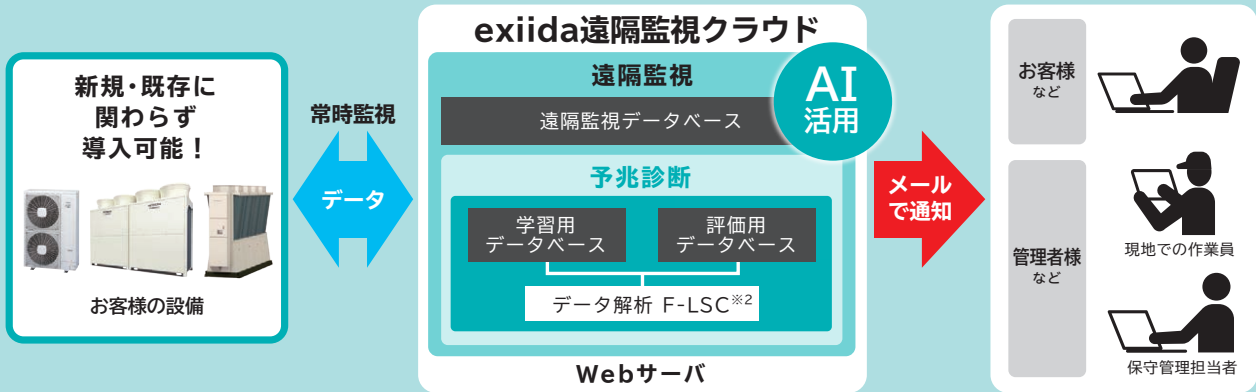 新規・既存に
関わらず
導入可能！
お客様の設備
常時監視
データ
exiida遠隔監視クラウド
遠隔監視
AI
活用
遠隔監視データベース
予兆診断
学習用
データベース
評価用
データベース
データ解析 F-LSC※2
Webサーバ
メール
で通知
お客様
など
管理者様
など
現地での作業員
保守管理担当者